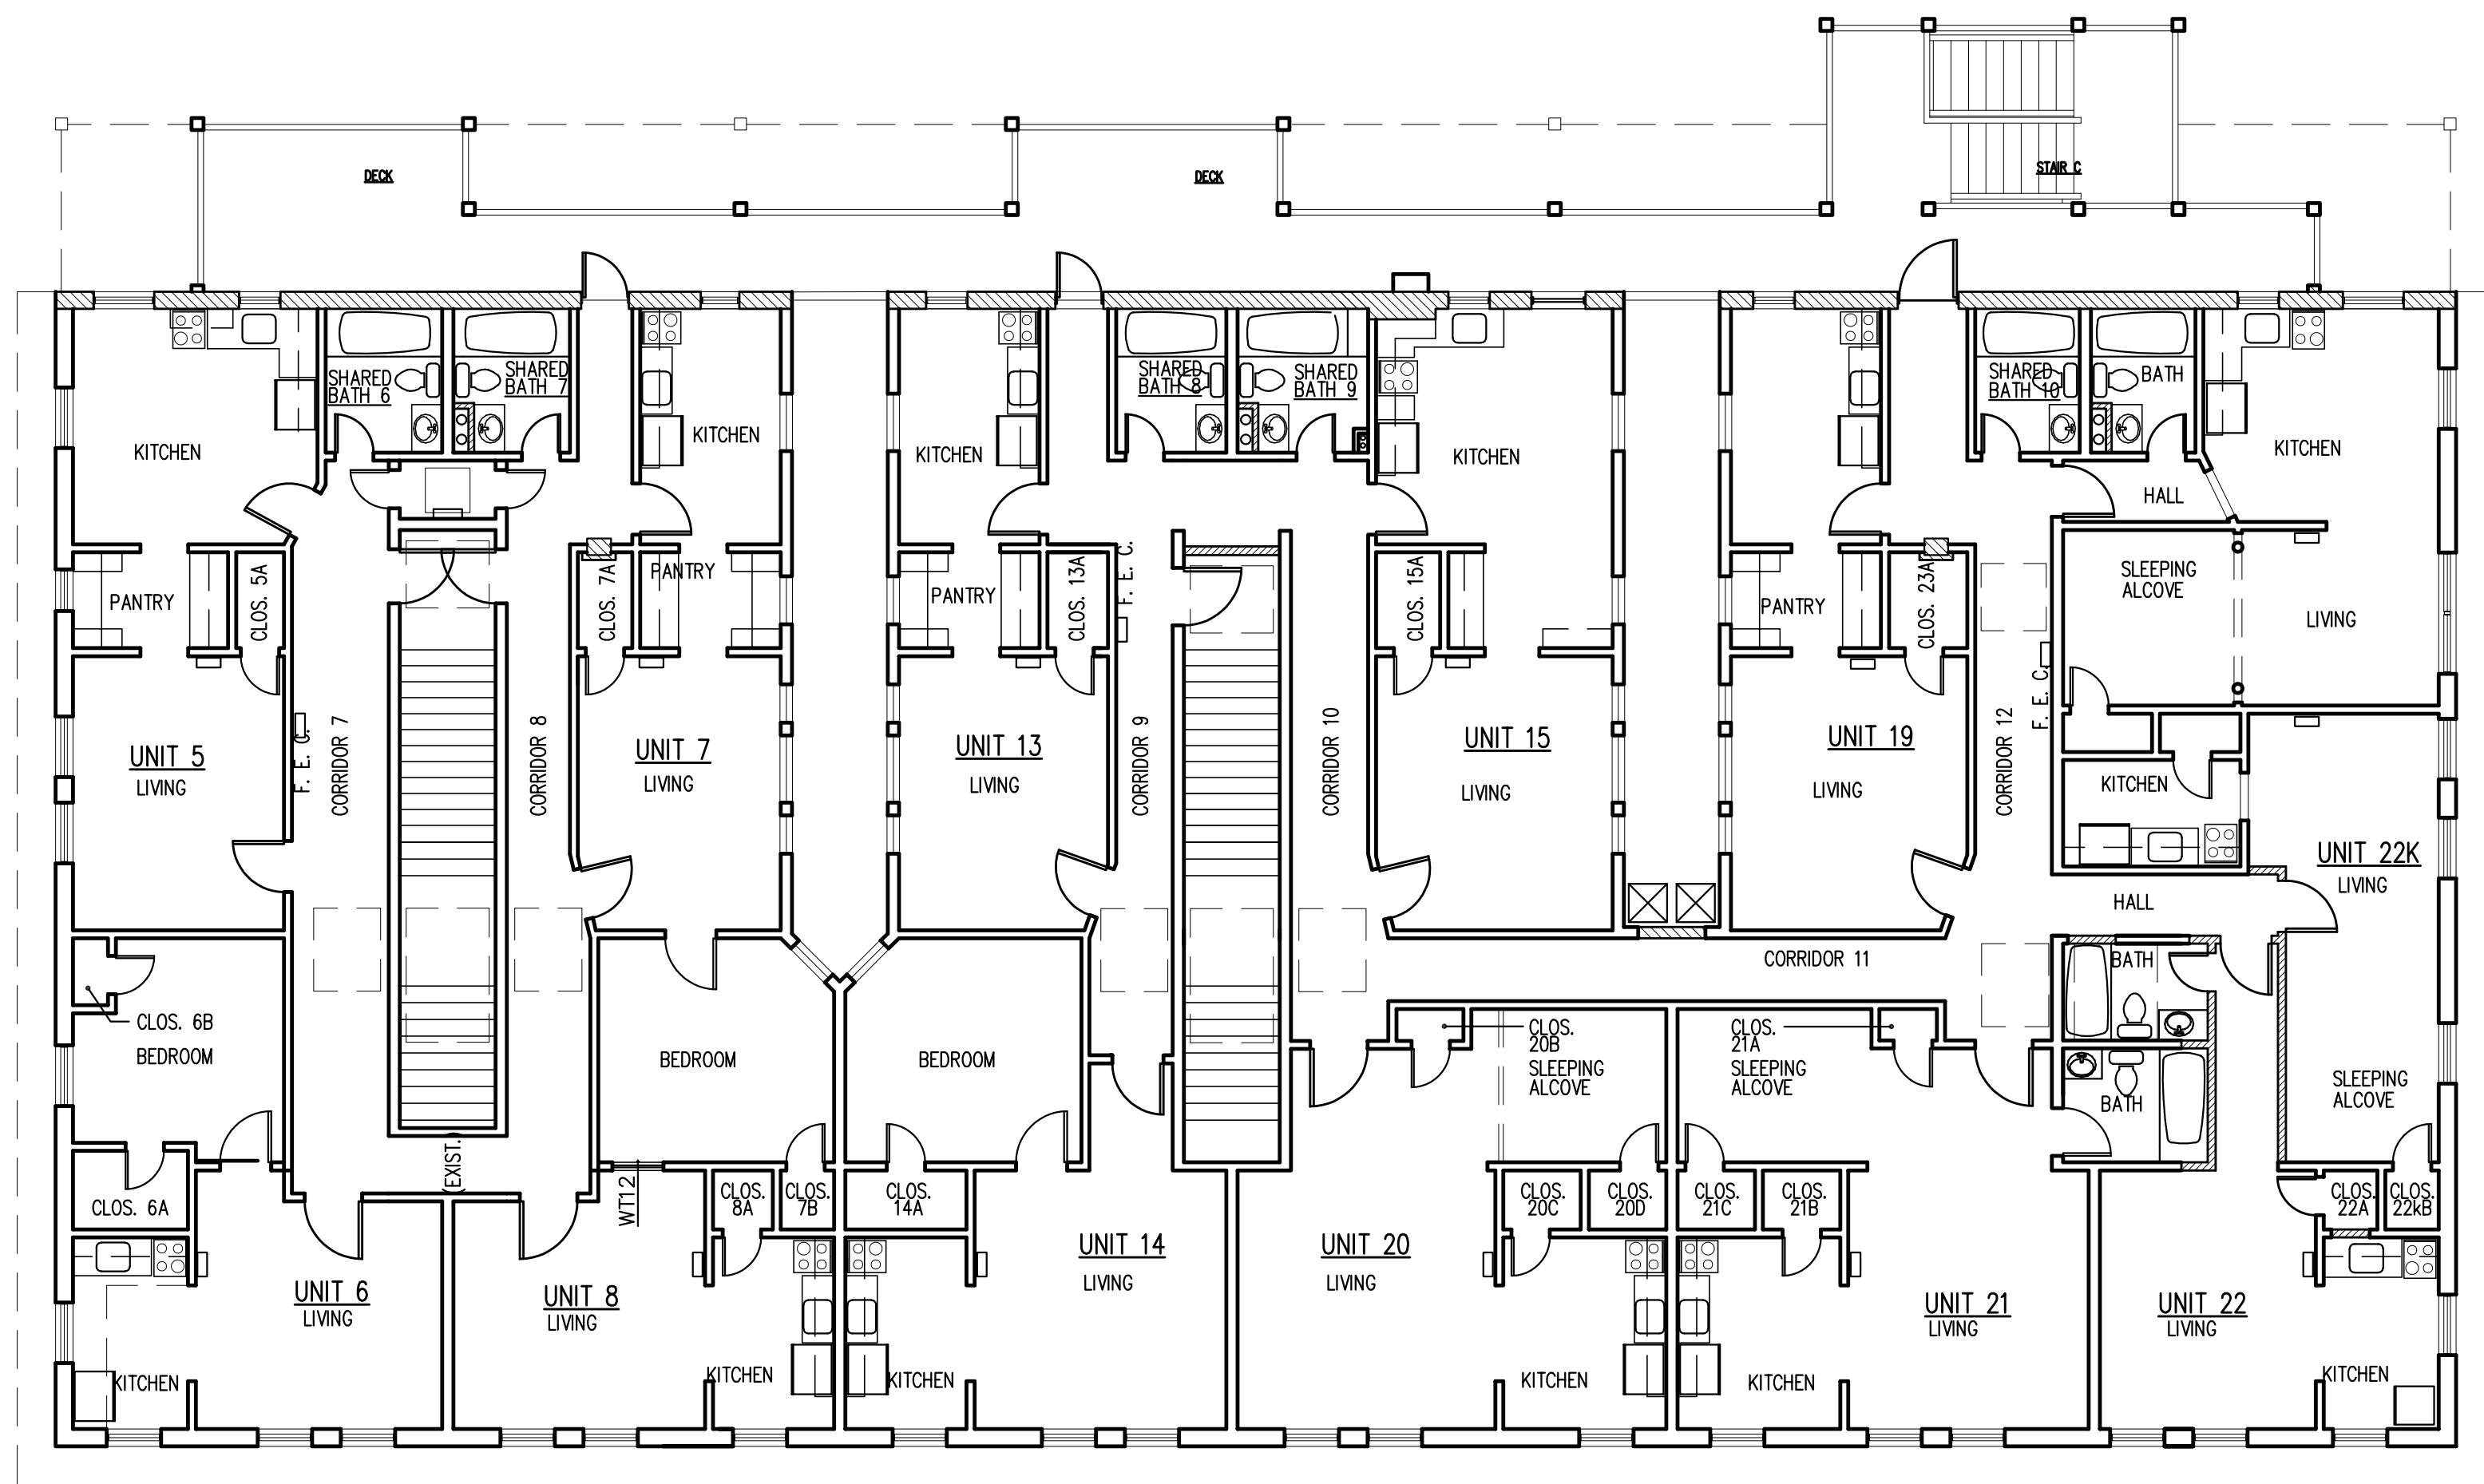 DECK
DECK
STAIR C
SHARED
BATH 6
SHARED
BATH 7
SHARED
BATH 8
SHARED
BATH 9
SHARED
BATH 10
BATH
KITCHEN
KITCHEN
KITCHEN
KITCHEN
KITCHEN
HALL
PANTRY
CLOS. 5A
CLOS. 7A
PANTRY
PANTRY
CLOS. 13A
F. E. C.
CLOS. 15A
PANTRY
CLOS. 23A
SLEEPING
ALCOVE
LIVING
UNIT 5
LIVING
F. E. C.
CORRIDOR 7
CORRIDOR 8
UNIT 7
LIVING
UNIT 13
LIVING
CORRIDOR 9
CORRIDOR 10
UNIT 15
LIVING
UNIT 19
LIVING
CORRIDOR 12
F. E. C.
KITCHEN
UNIT 22K
LIVING
HALL
CORRIDOR 11
BATH
CLOS. 6B
BEDROOM
BEDROOM
BEDROOM
CLOS.
20B
SLEEPING
ALCOVE
CLOS.
21A
SLEEPING
ALCOVE
BATH
SLEEPING
ALCOVE
(EXIST.)
CLOS. 6A
WT12
CLOS.
8A
CLOS.
7B
CLOS.
14A
CLOS.
20C
CLOS.
20D
CLOS.
21C
CLOS.
21B
CLOS.
22A
CLOS.
22kB
UNIT 6
LIVING
UNIT 8
LIVING
UNIT 14
LIVING
UNIT 20
LIVING
UNIT 21
LIVING
UNIT 22
LIVING
KITCHEN
KITCHEN
KITCHEN
KITCHEN
KITCHEN
KITCHEN